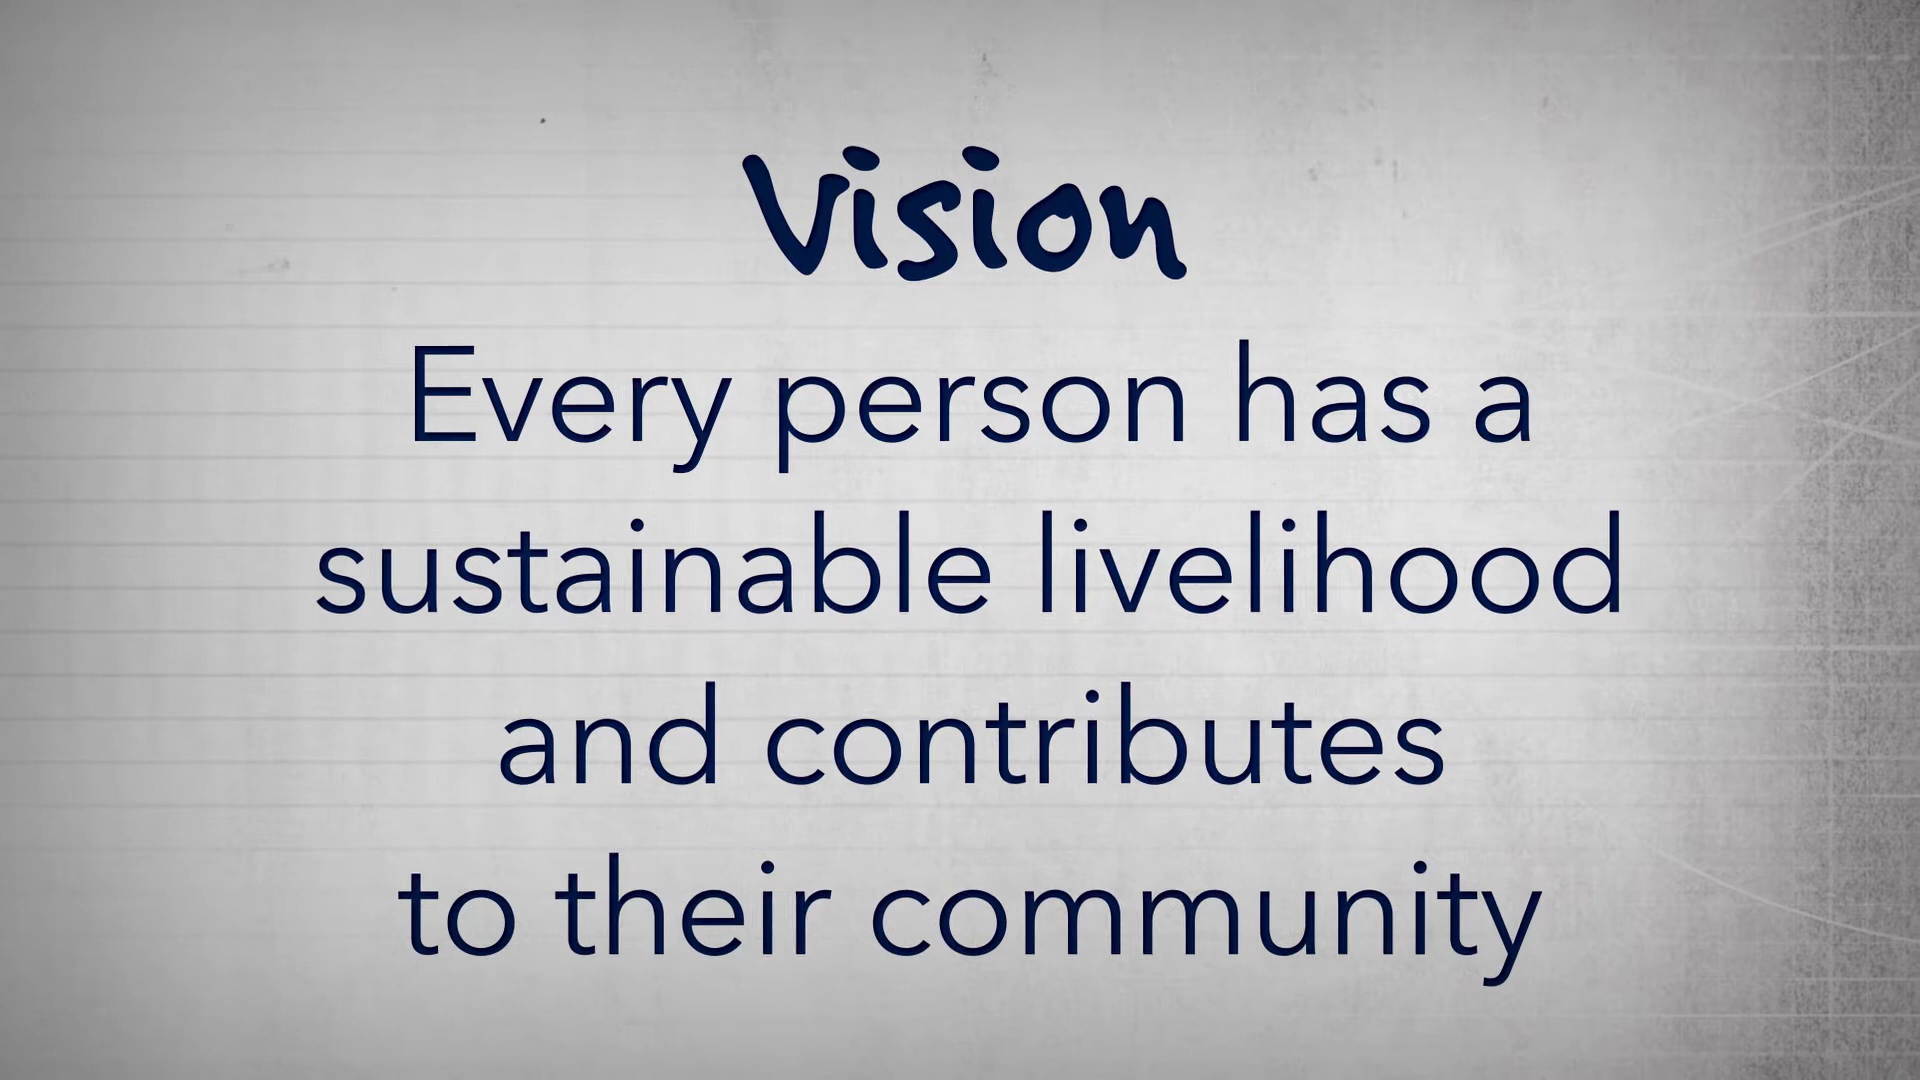 Vision
Every person has a
sustainable livelihood
and contributes
to their community